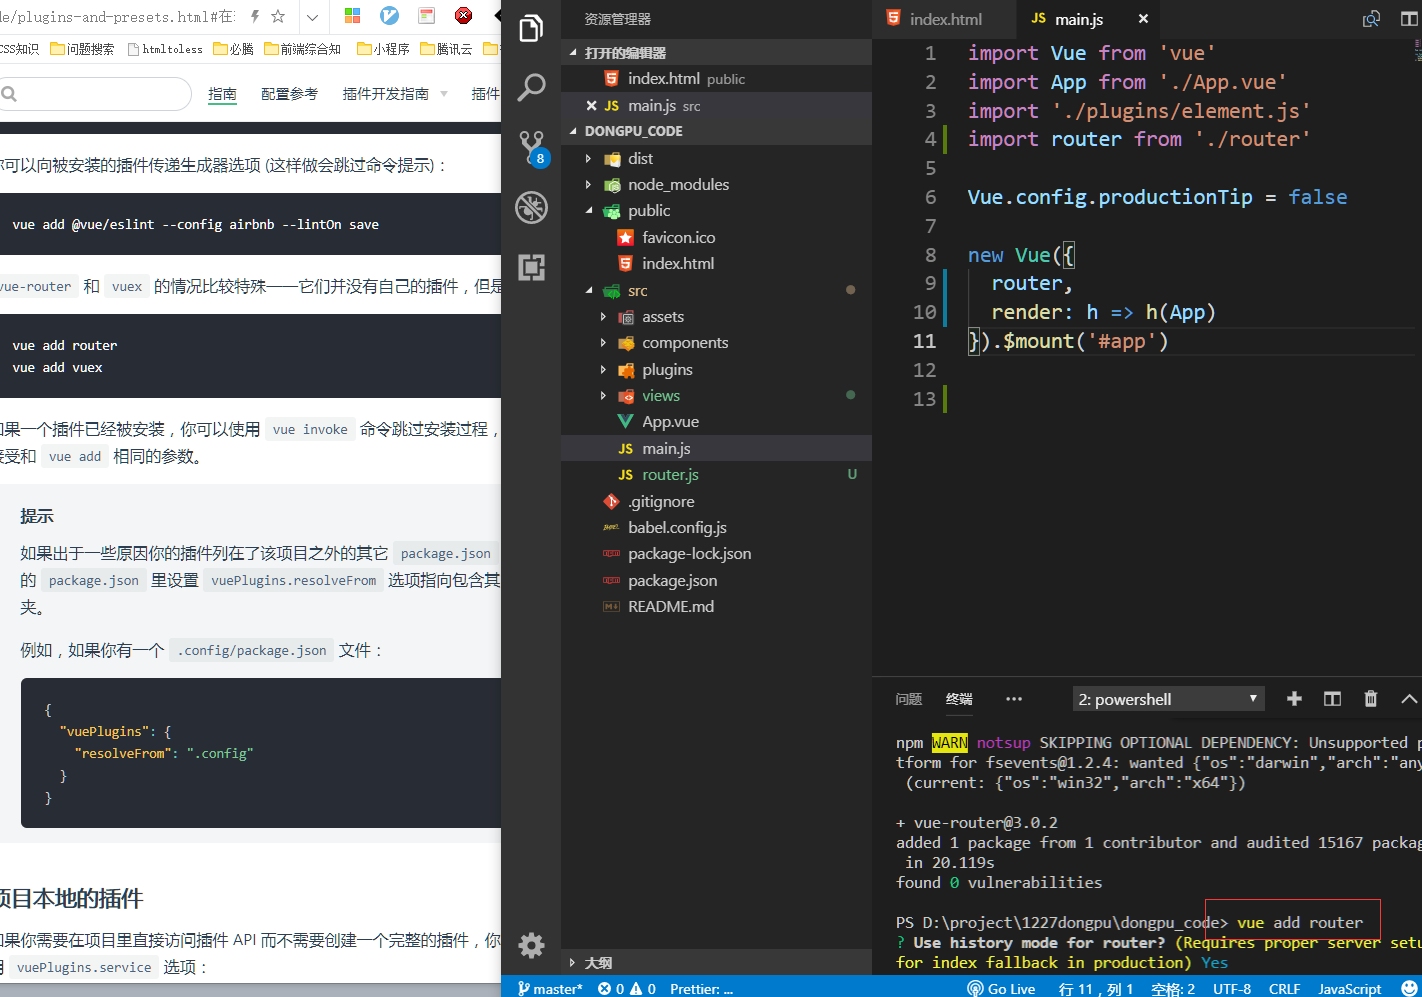 de/plugins-and-presets.html#在
CSS知识 问题搜索 htmltoless 必腾 前端综合知 小程序 腾讯云
指南 配置参考 插件开发指南 插件
你可以向被安装的插件传递生成器选项 (这样做会跳过命令提示)：
vue add @vue/eslint --config airbnb --lintOn save
vue-router 和 vuex 的情况比较特殊——它们并没有自己的插件，但是
vue add router
vue add vuex
如果一个插件已经被安装，你可以使用 vue invoke 命令跳过安装过程，
接受和 vue add 相同的参数。
提示
如果出于一些原因你的插件列在了该项目之外的其它 package.json
的 package.json 里设置 vuePlugins.resolveFrom 选项指向包含其
夹。
例如，如果你有一个 .config/package.json 文件：
{
"vuePlugins": {
"resolveFrom": ".config"
}
}
项目本地的插件
如果你需要在项目里直接访问插件 API 而不需要创建一个完整的插件，你
用 vuePlugins.service 选项：
8
资源管理器
打开的编辑器
index.html public
main.js src
DONGPU_CODE
dist
node_modules
public
favicon.ico
index.html
src
assets
components
plugins
views
App.vue
JS main.js
JS router.js U
.gitignore
babel.config.js
package-lock.json
package.json
README.md
大纲
index.html JS main.js
1 import Vue from 'vue'
2 import App from './App.vue'
3 import './plugins/element.js'
4 import router from './router'
5
6 Vue.config.productionTip = false
7
8 new Vue({
9 router,
10 render: h => h(App)
11 }).$mount('#app')
12
13
问题 终端 ••• 2: powershell
npm WARN notsup SKIPPING OPTIONAL DEPENDENCY: Unsupported p
tform for fsevents@1.2.4: wanted {"os":"darwin","arch":"any
(current: {"os":"win32","arch":"x64"})
+ vue-router@3.0.2
added 1 package from 1 contributor and audited 15167 packag
in 20.119s
found 0 vulnerabilities
PS D:\project\1227dongpu\dongpu_code> vue add router
? Use history mode for router? (Requires proper server setu
for index fallback in production) Yes
master* 0 0 Prettier: ... Go Live 行 11，列 1 空格: 2 UTF-8 CRLF JavaScript